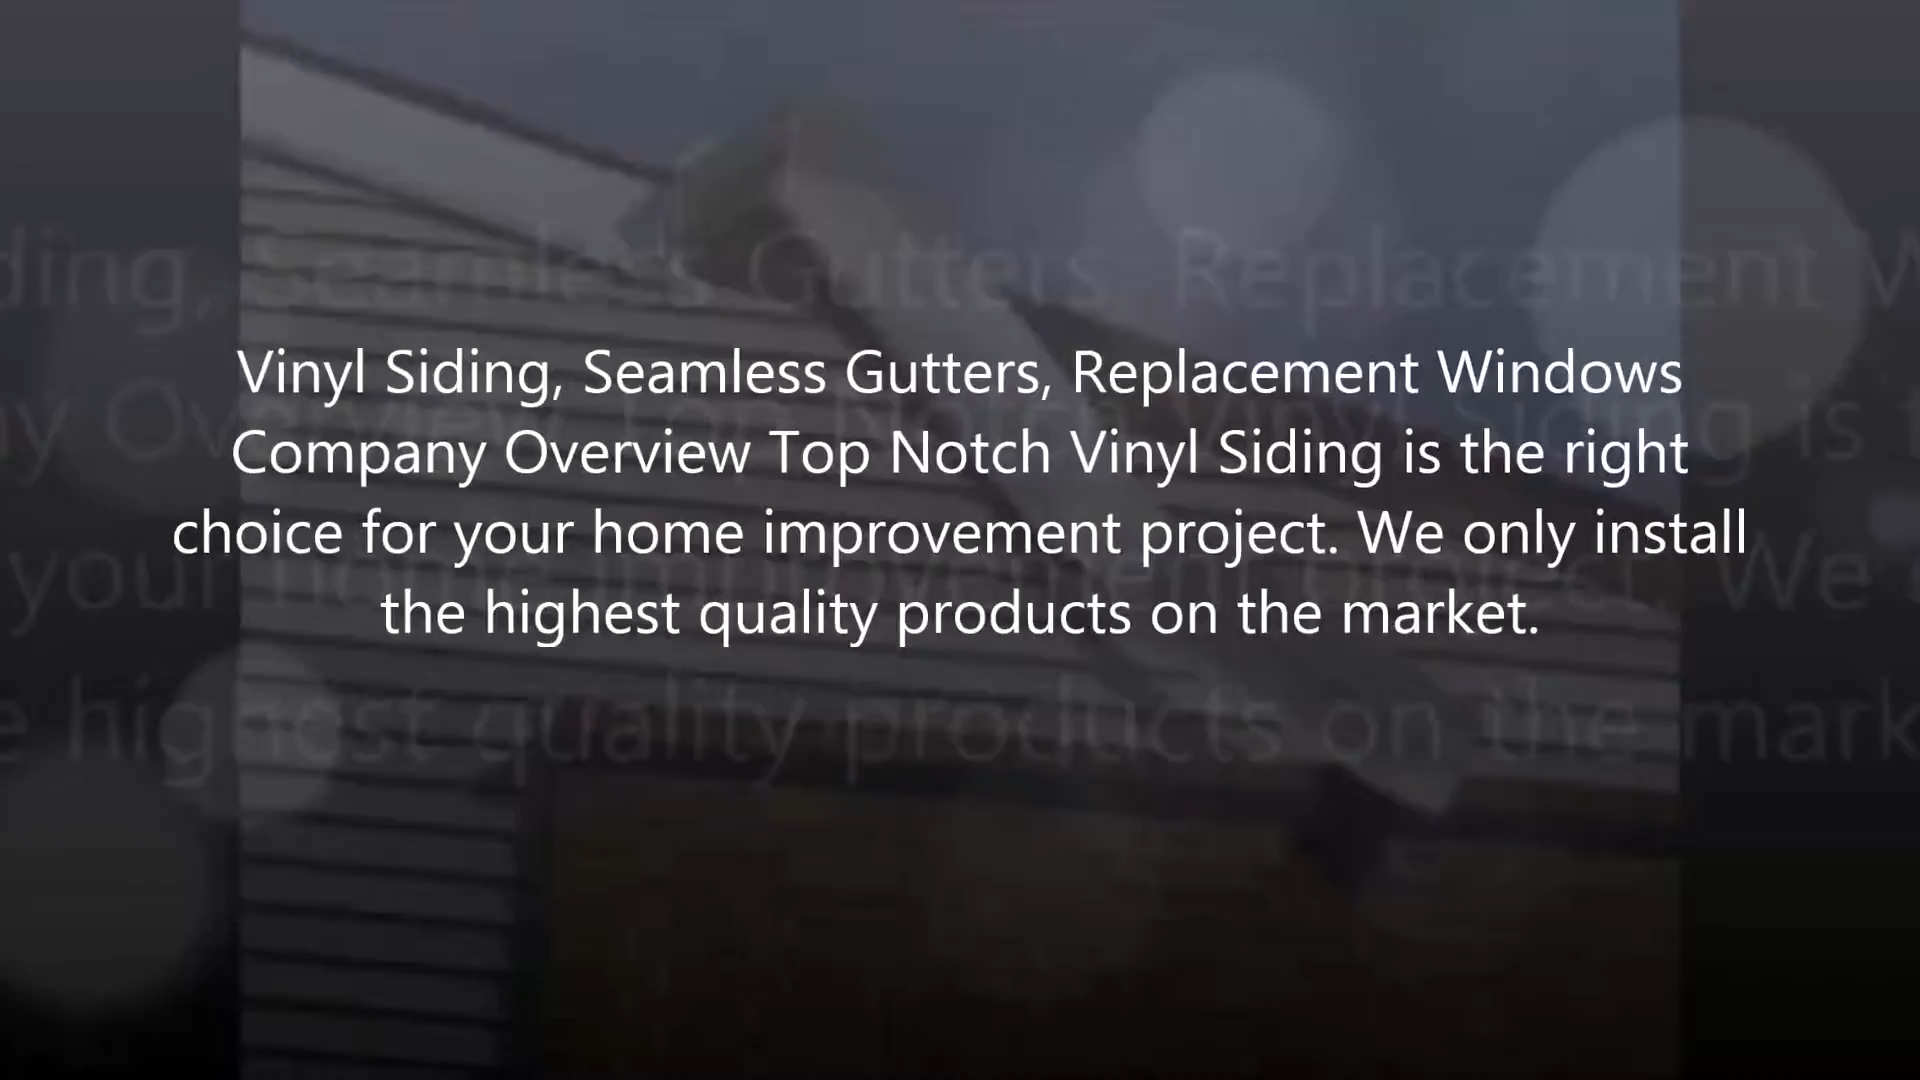 Vinyl Siding, Seamless Gutters, Replacement Windows
Company Overview Top Notch Vinyl Siding is the right
choice for your home improvement project. We only install
the highest quality products on the market.